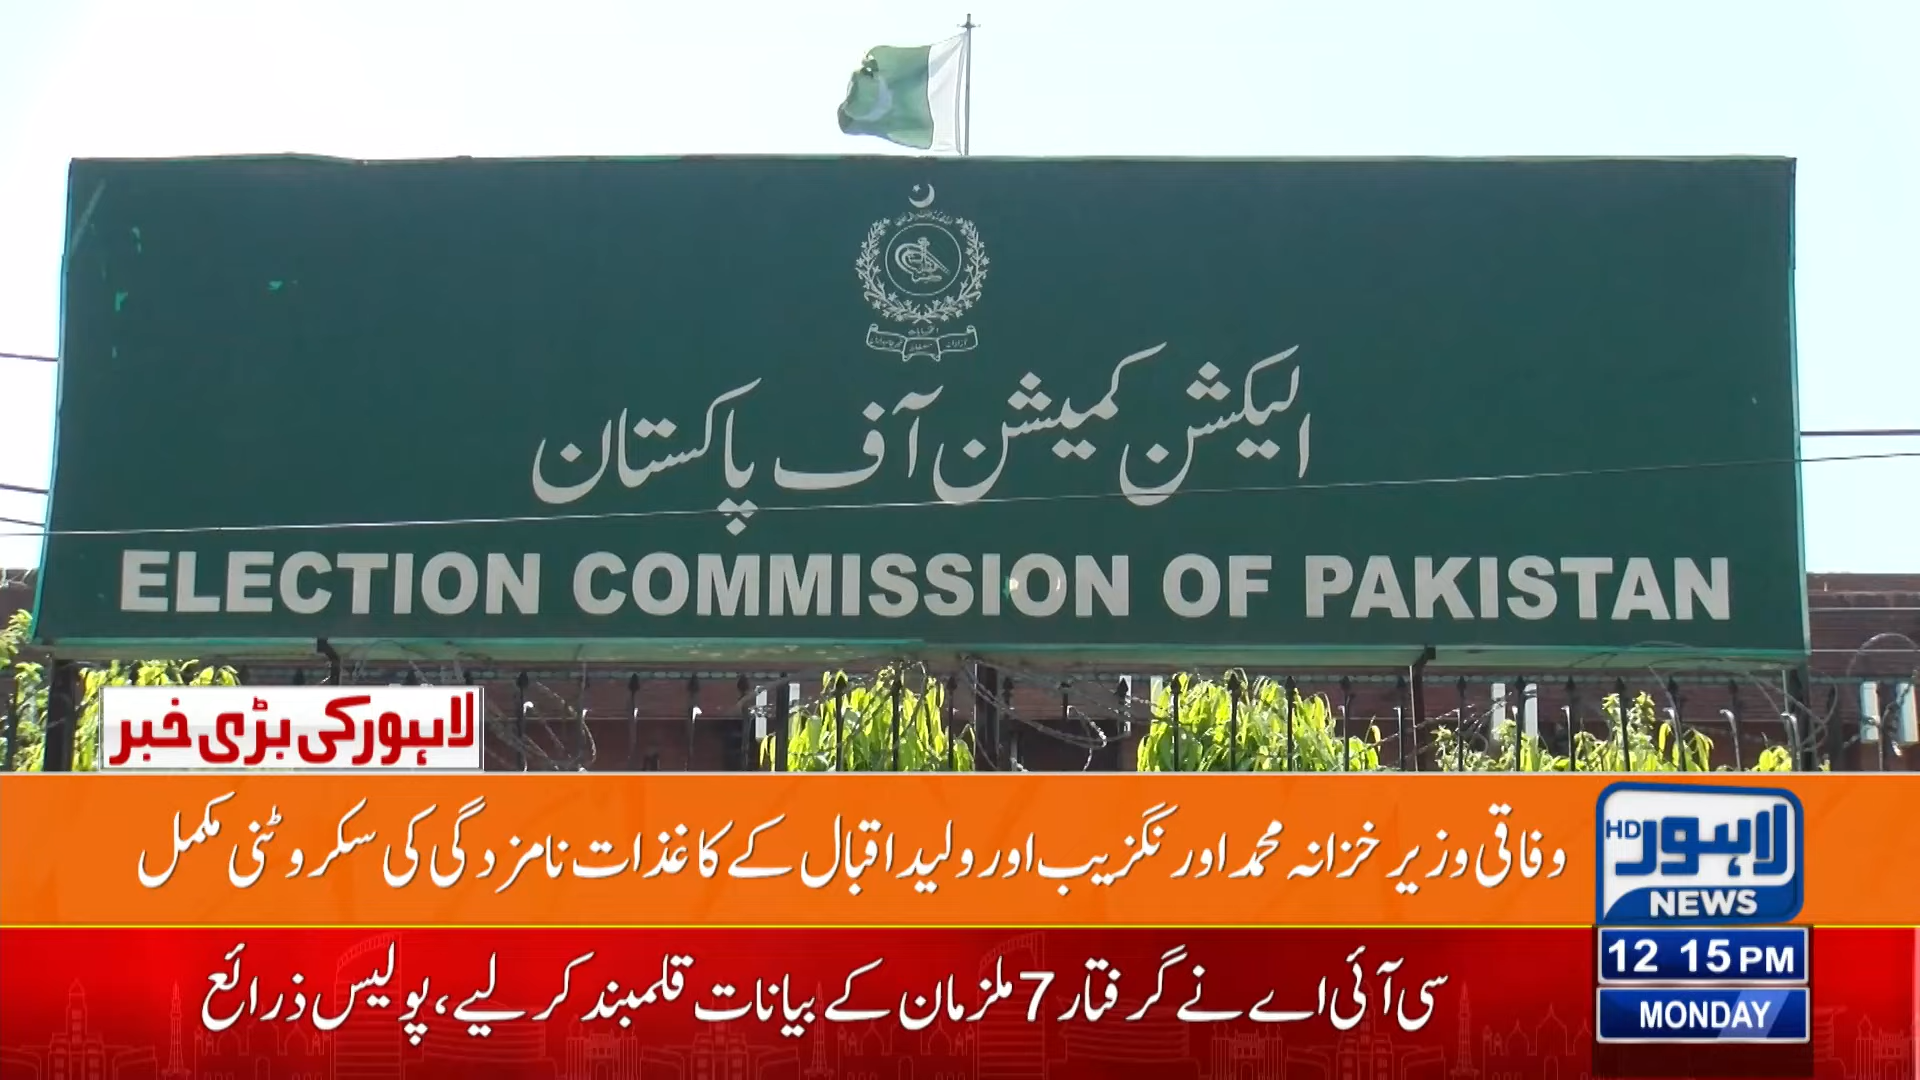 الیکشن کمیشن آف پاکستان
ELECTION COMMISSION OF PAKISTAN
لاہور کی بڑی خبر
وفاقی وزیر خزانہ محمد اورنگزیب اور ولید اقبال کے کاغذات نامزدگی کی سکروٹنی مکمل
HD لاہور
NEWS
12 15 PM
MONDAY
سی آئی اے نے گرفتار 7 ملزمان کے بیانات قلمبند کر لیے، پولیس ذرائع